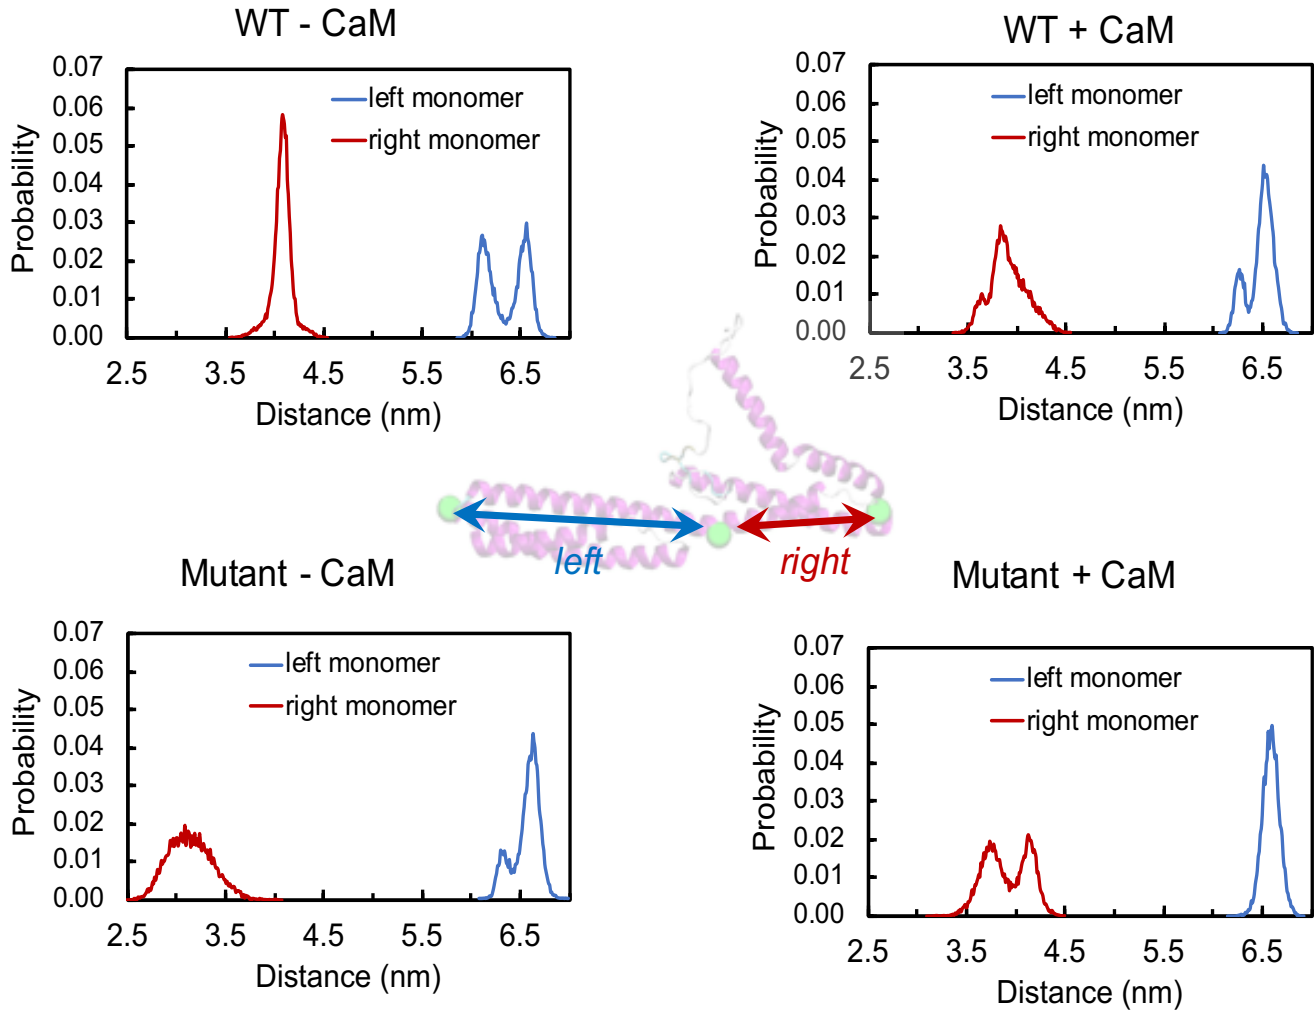 WT - CaM
0.07
0.06
0.05
0.04
0.03
0.02
0.01
0.00
Probability
left monomer
right monomer
2.5 3.5 4.5 5.5 6.5
Distance (nm)
WT + CaM
0.07
0.06
0.05
0.04
0.03
0.02
0.01
0.00
Probability
left monomer
right monomer
2.5 3.5 4.5 5.5 6.5
Distance (nm)
left
right
Mutant - CaM
0.07
0.06
0.05
0.04
0.03
0.02
0.01
0.00
Probability
left monomer
right monomer
2.5 3.5 4.5 5.5 6.5
Distance (nm)
Mutant + CaM
0.07
0.06
0.05
0.04
0.03
0.02
0.01
0.00
Probability
left monomer
right monomer
2.5 3.5 4.5 5.5 6.5
Distance (nm)